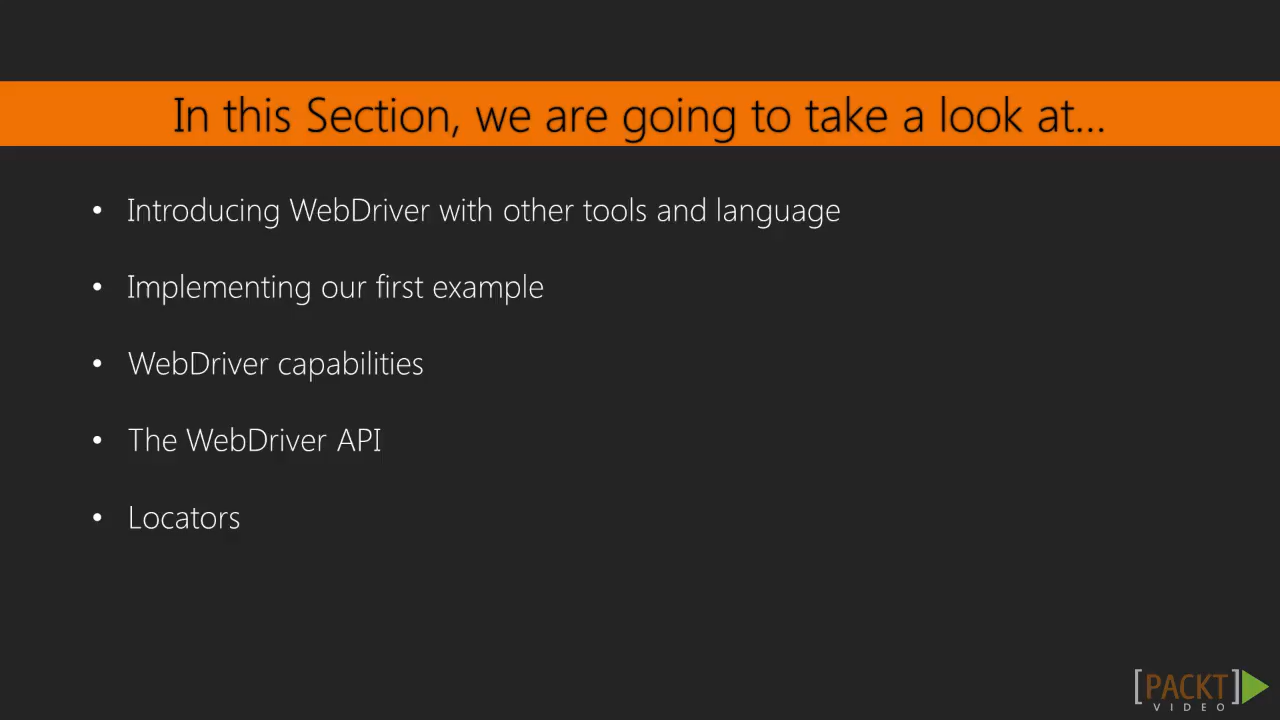 In this Section, we are going to take a look at...
• Introducing WebDriver with other tools and language
• Implementing our first example
• WebDriver capabilities
• The WebDriver API
• Locators
[PACKT]
VIDEO